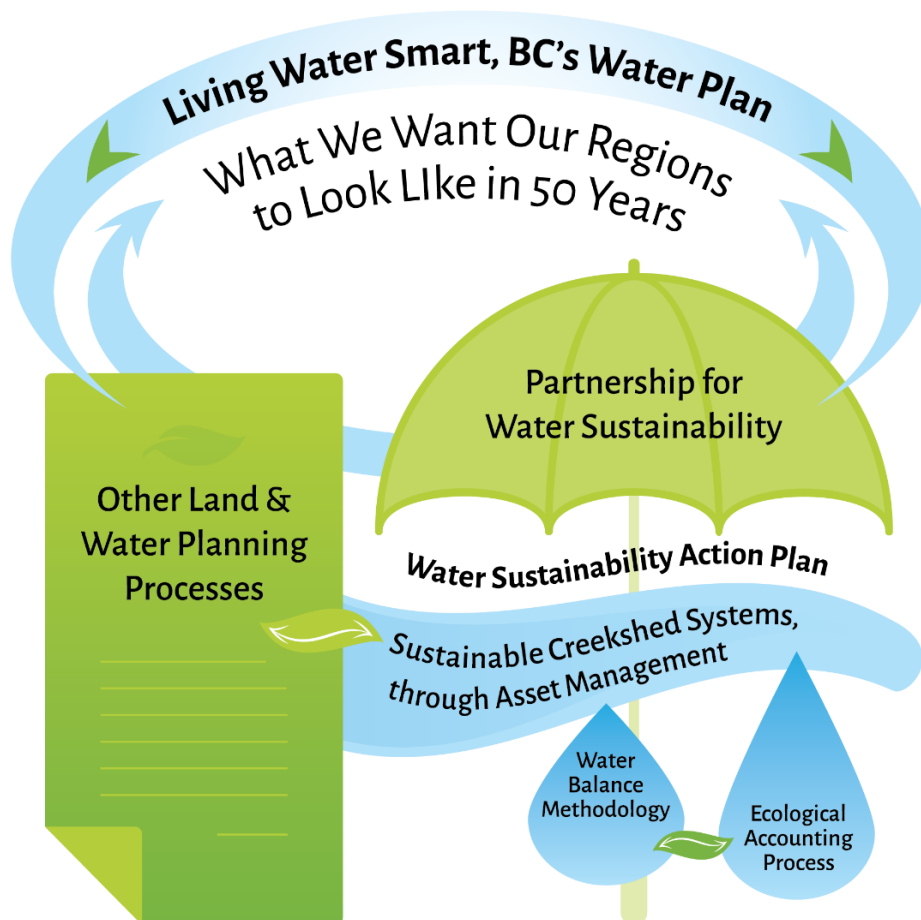 Living Water Smart, BC's Water Plan
What We Want Our Regions
to Look LIke in 50 Years
Partnership for
Water Sustainability
Other Land &
Water Planning
Processes
Water Sustainability Action Plan
Sustainable Creekshed Systems,
through Asset Management
Water
Balance
Methodology
Ecological
Accounting
Process